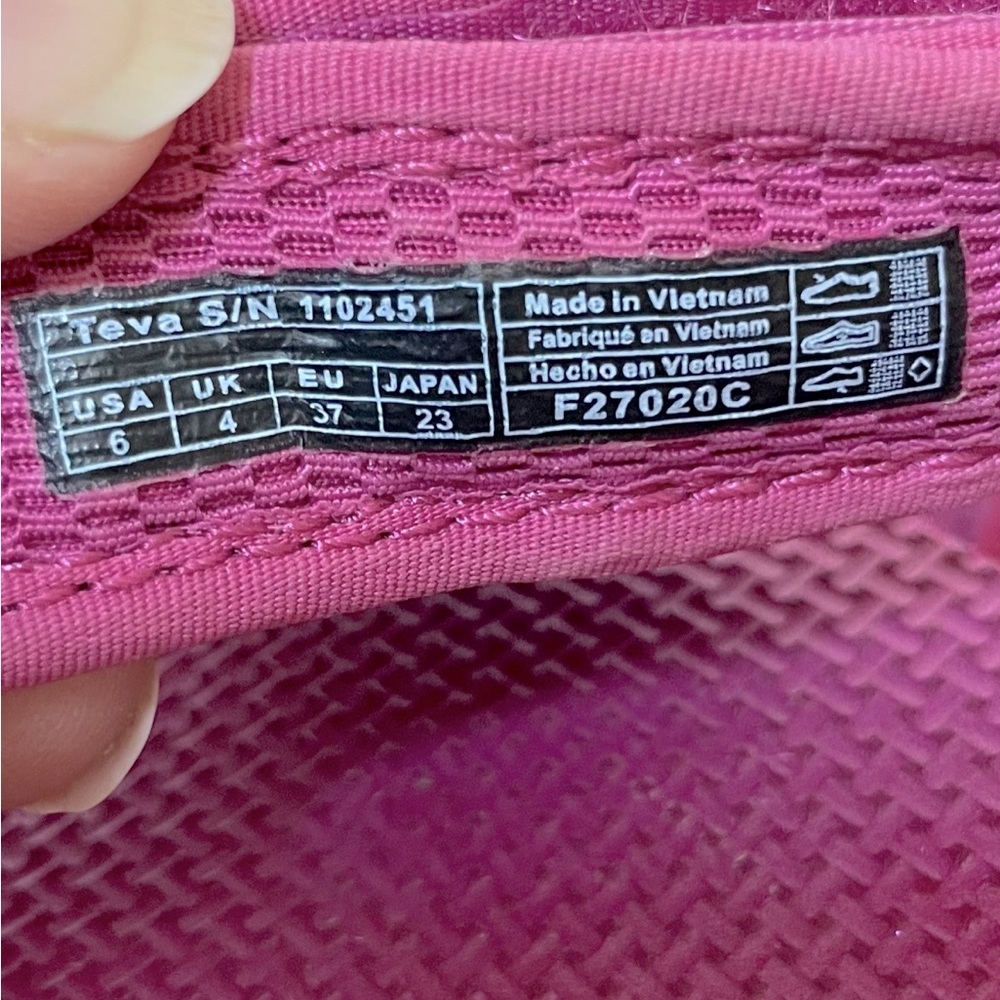 Teva S/N 1102451
USA UK EU JAPAN
6 4 37 23
Made in Vietnam
Fabriqué en Vietnam
Hecho en Vietnam
F27020C